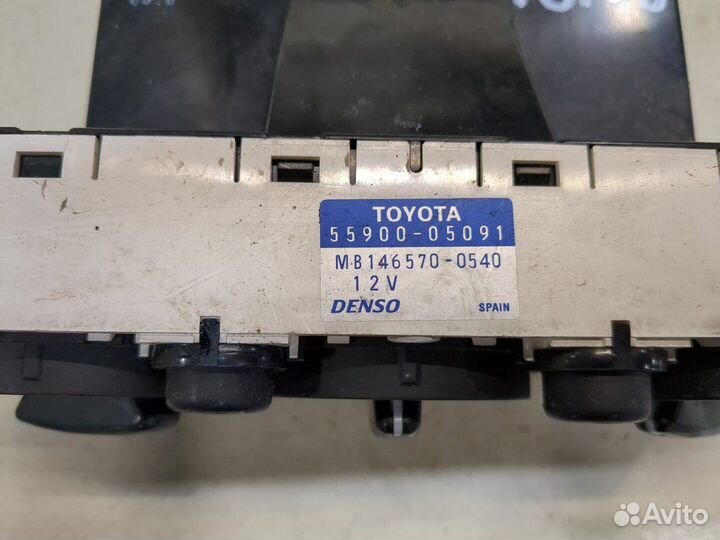 TOYOTA
55900-05091
MB146570-0540
12V
DENSO SPAIN
Avito